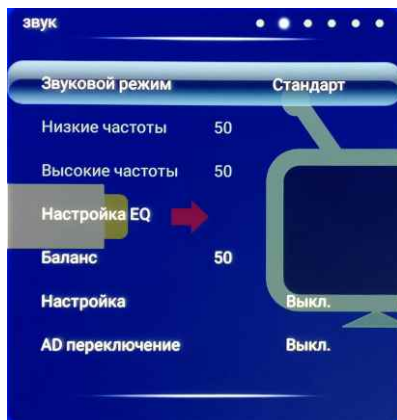 звук
Звуковой режим Стандарт
Низкие частоты 50
Высокие частоты 50
Настройка EQ
Баланс 50
Настройка Выкл.
AD переключение Выкл.